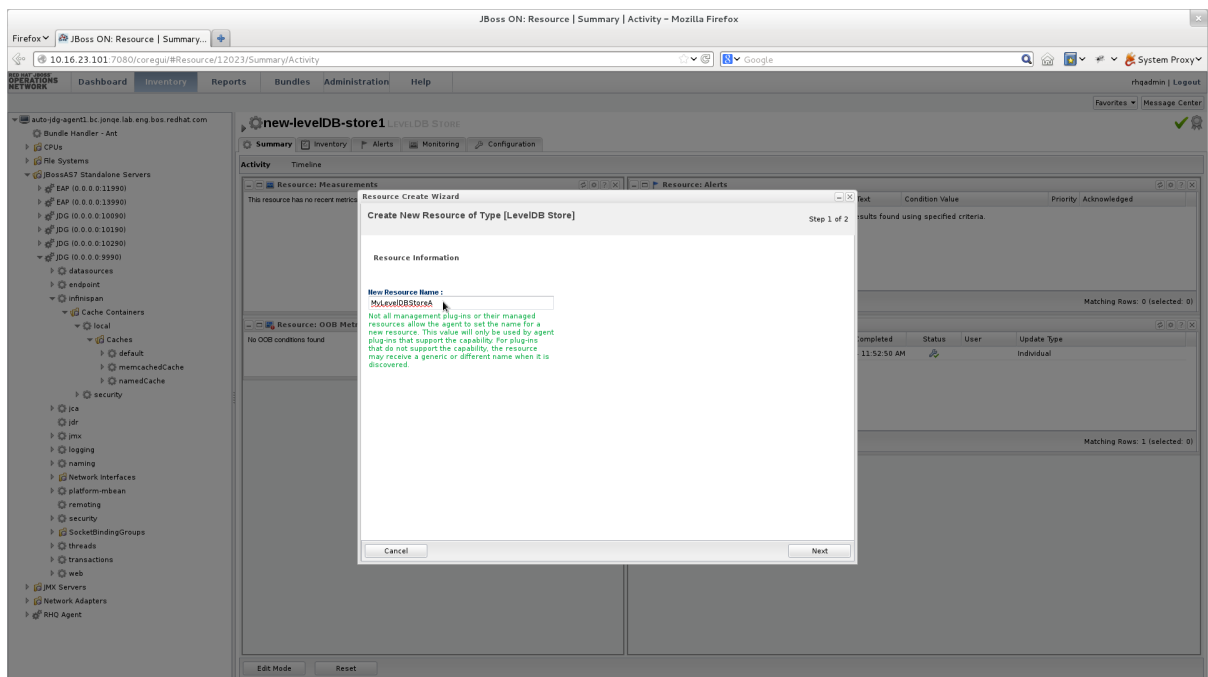 JBoss ON: Resource | Summary | Activity - Mozilla Firefox
Firefox
JBoss ON: Resource | Summary...
10.16.23.101:7080/coregui/#Resource/12023/Summary/Activity
Google
System Proxy
RED HAT JBOSS
OPERATIONS
NETWORK
Dashboard Inventory Reports Bundles Administration Help
rhqadmin | Logout
Favorites Message Center
auto-jdg-agent1.bc.jonqe.lab.eng.bos.redhat.com
Bundle Handler - Ant
CPUs
File Systems
JBossAS7 Standalone Servers
EAP (0.0.0.0:11990)
EAP (0.0.0.0:13990)
JDG (0.0.0.0:10090)
JDG (0.0.0.0:10190)
JDG (0.0.0.0:10290)
JDG (0.0.0.0:9990)
datasources
endpoint
infinispan
Cache Containers
local
Caches
default
memcachedCache
namedCache
security
jca
jdr
jmx
logging
naming
Network Interfaces
platform-mbean
remoting
security
SocketBindingGroups
threads
transactions
web
JMX Servers
Network Adapters
RHQ Agent
new-levelDB-store1 LEVELDB STORE
Summary Inventory Alerts Monitoring Configuration
Activity Timeline
Resource: Measurements
This resource has no recent metrics
Resource: OOB Metr
No OOB conditions found
Resource: Alerts
Text Condition Value Priority Acknowledged
esults found using specified criteria.
Matching Rows: 0 (selected: 0)
Completed Status User Update Type
11:52:50 AM Individual
Matching Rows: 1 (selected: 0)
Resource Create Wizard
Create New Resource of Type [LevelDB Store]
Step 1 of 2
Resource Information
New Resource Name :
MyLevelDBStoreA
Not all management plug-ins or their managed
resources allow the agent to set the name for a
new resource. This value will only be used by agent
plug-ins that support the capability. For plug-ins
that do not support the capability, the resource
may receive a generic or different name when it is
discovered.
Cancel Next
Edit Mode Reset